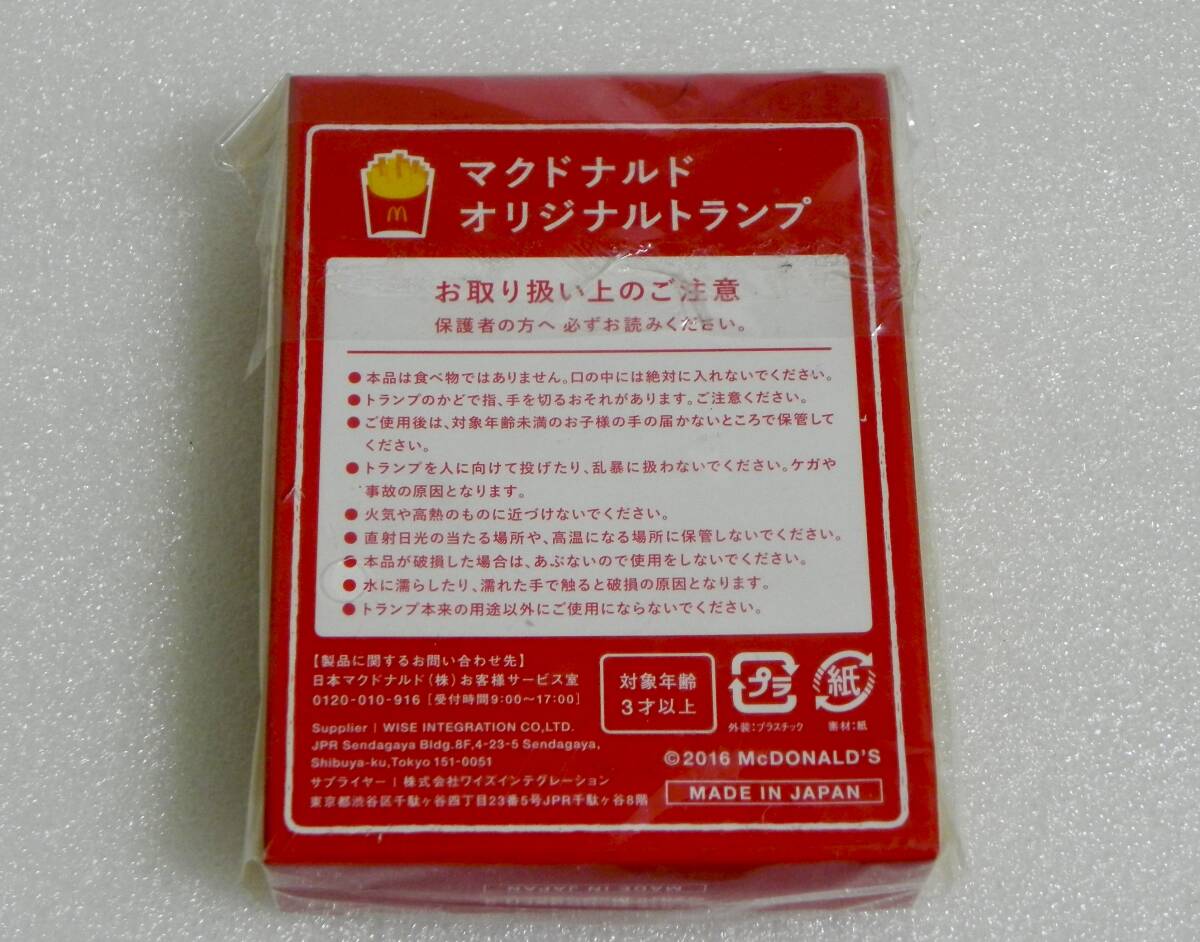 マクドナルド
オリジナルトランプ
お取り扱い上のご注意
保護者の方へ 必ずお読みください。
●本品は食べ物ではありません。口の中には絶対に入れないでください。
●トランプのかどで指、手を切るおそれがあります。ご注意ください。
●ご使用後は、対象年齢未満のお子様の手の届かないところで保管して
ください。
●トランプを人に向けて投げたり、乱暴に扱わないでください。ケガや
事故の原因となります。
●火気や高熱のものに近づけないでください。
●直射日光の当たる場所や、高温になる場所に保管しないでください。
●本品が破損した場合は、あぶないので使用をしないでください。
●水に濡らしたり、濡れた手で触ると破損の原因となります。
●トランプ本来の用途以外にご使用にならないでください。
【製品に関するお問い合わせ先】
日本マクドナルド(株)お客様サービス室
0120-010-916 [受付時間9:00〜17:00]
Supplier | WISE INTEGRATION CO,LTD.
JPR Sendagaya Bldg.8F,4-23-5 Sendagaya,
Shibuya-ku,Tokyo 151-0051
サプライヤー | 株式会社ワイズインテグレーション
東京都渋谷区千駄ヶ谷四丁目23番5号JPR千駄ヶ谷8階
対象年齢
3才以上
プラ
外装:プラスチック
紙
素材:紙
©2016 McDONALD'S
MADE IN JAPAN
MADE IN JAPAN